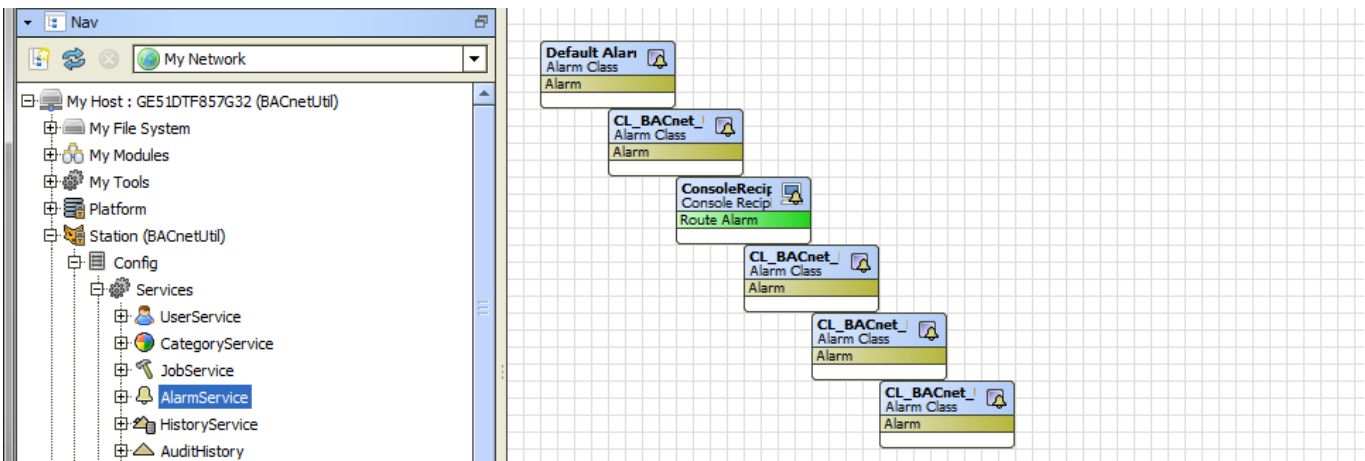 Nav
My Network
My Host : GE51DTF857G32 (BACnetUtil)
My File System
My Modules
My Tools
Platform
Station (BACnetUtil)
Config
Services
UserService
CategoryService
JobService
AlarmService
HistoryService
AuditHistory
Default Alarm
Alarm Class
Alarm
CL_BACnet_
Alarm Class
Alarm
ConsoleRecip
Console Recip
Route Alarm
CL_BACnet_
Alarm Class
Alarm
CL_BACnet_
Alarm Class
Alarm
CL_BACnet_
Alarm Class
Alarm